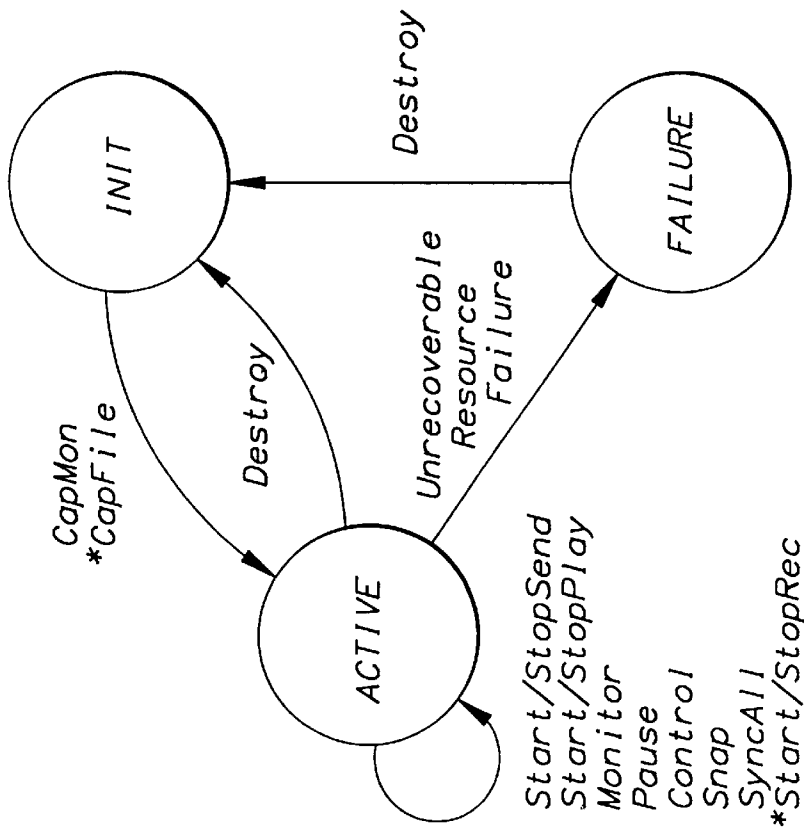 INIT
CapMon
*CapFile
Destroy
Destroy
ACTIVE
Unrecoverable
Resource
Failure
FAILURE
Start/StopSend
Start/StopPlay
Monitor
Pause
Control
Snap
SyncAll
*Start/StopRec